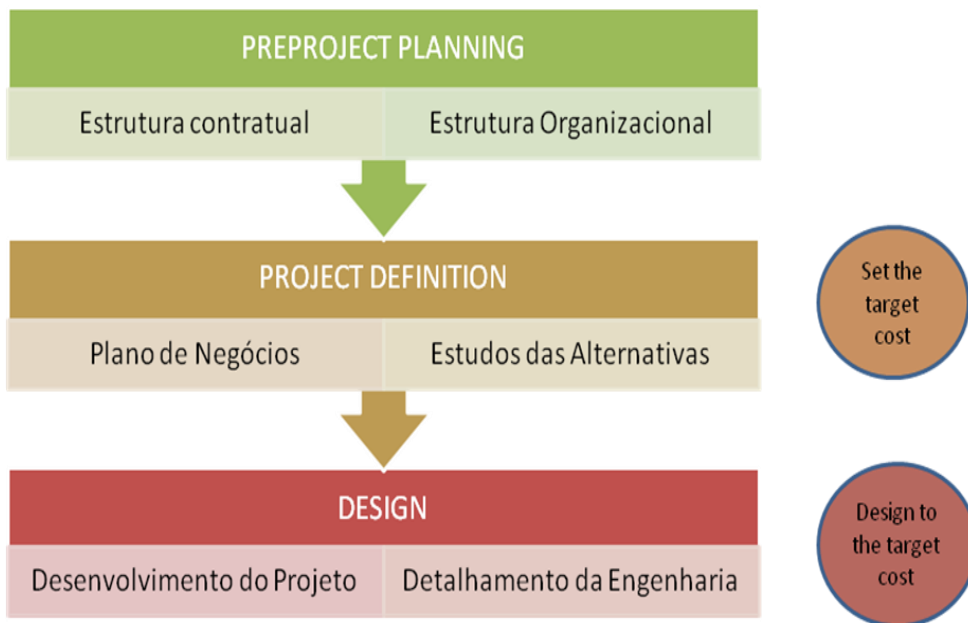 PREPROJECT PLANNING
Estrutura contratual
Estrutura Organizacional
PROJECT DEFINITION
Plano de Negócios
Estudos das Alternativas
Set the
target
cost
DESIGN
Desenvolvimento do Projeto
Detalhamento da Engenharia
Design to
the target
cost